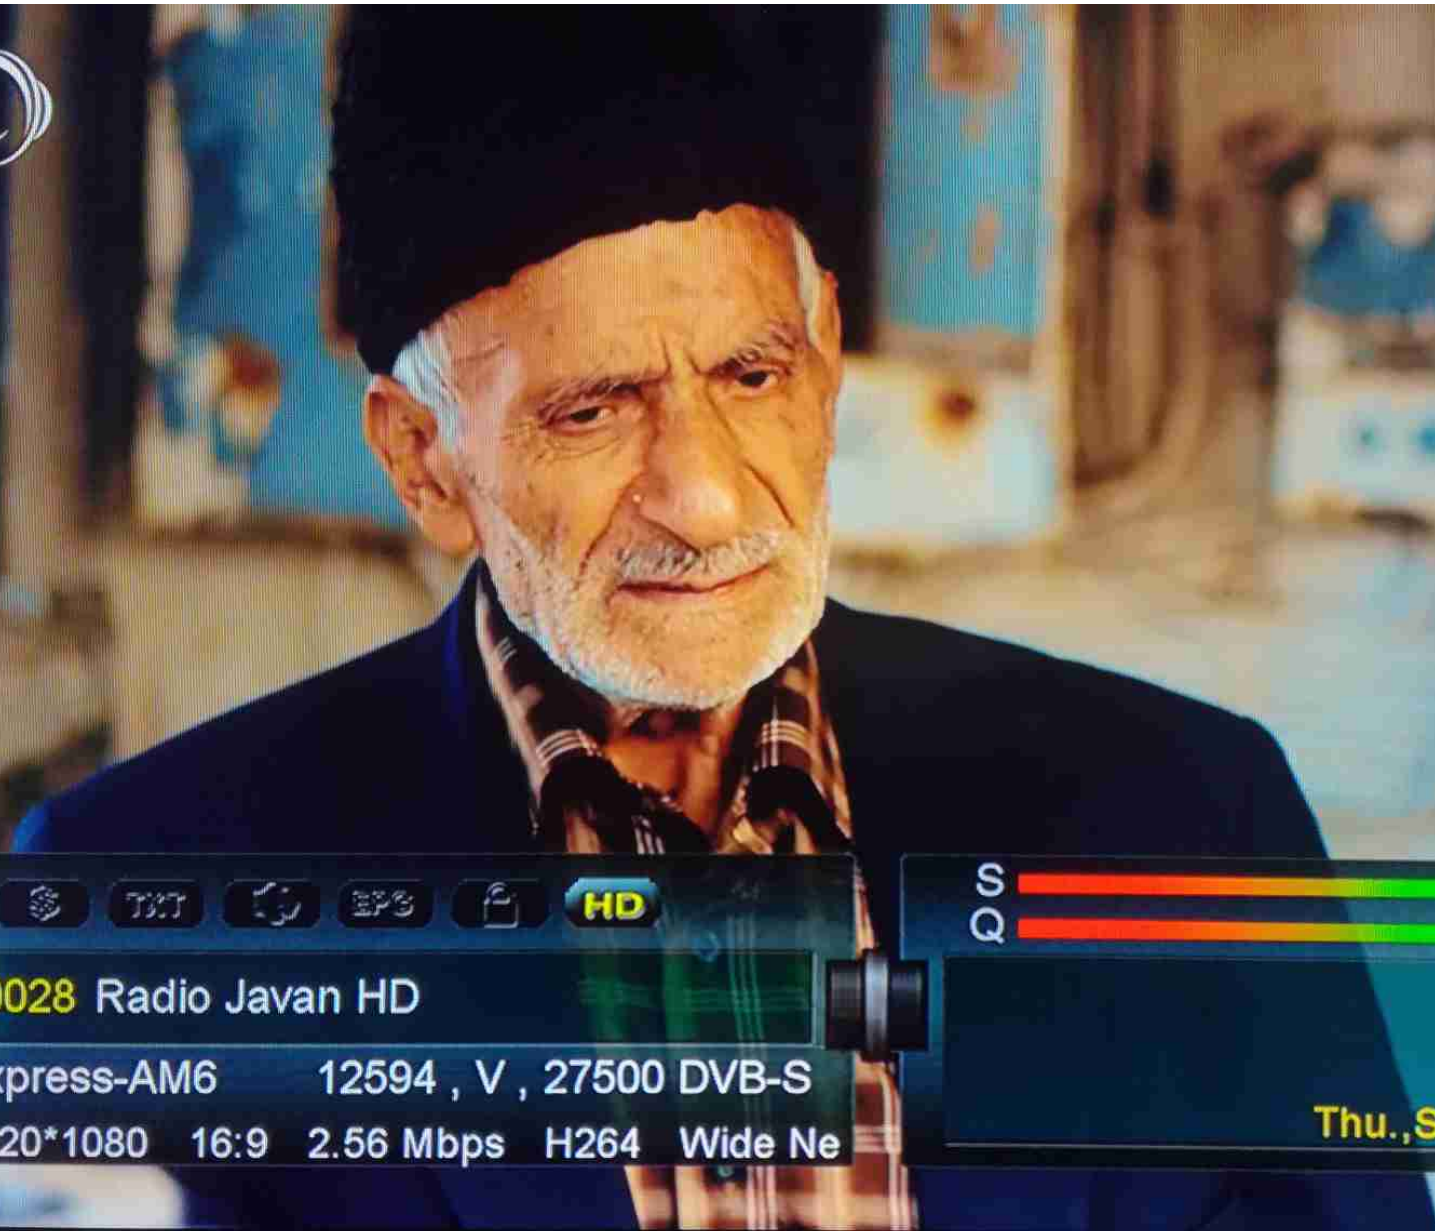 TXT EPG HD
S
Q
0028 Radio Javan HD
xpress-AM6 12594 , V , 27500 DVB-S
20*1080 16:9 2.56 Mbps H264 Wide Ne
Thu.,S